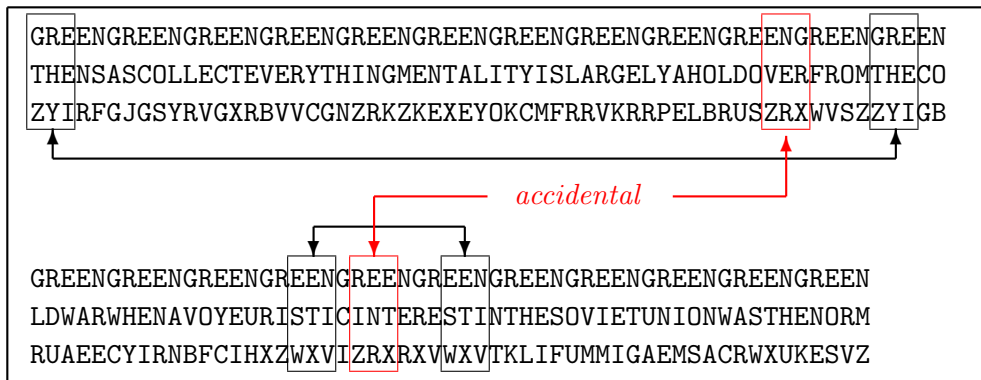 GREENGREENGREENGREENGREENGREENGREENGREENGREENGREENGREENGREEN
THENSASCOLLECTEVERYTHINGMENTALITYISLARGELYAHOLDOVERFROMTHECO
ZYIRFGJGSYRVGXRBVVCGNZRKZKEXEYOKCMFRRVKRRPELBRUSZRXWVSZZYIGB
accidental
GREENGREENGREENGREENGREENGREENGREENGREENGREENGREENGREEN
LDWARWHENAVOYEURISTICINTERESTINTHESOVIETUNIONWASTHENORM
RUAEECYIRNBFCIHXZWXVIZRXRXVWXVTKLIFUMMIGAEMSACRWXUKESVZ